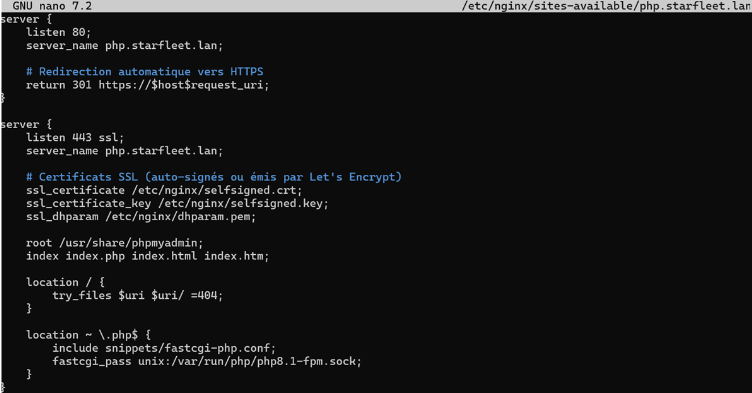 GNU nano 7.2 /etc/nginx/sites-available/php.starfleet.lan
server {
    listen 80;
    server_name php.starfleet.lan;

    # Redirection automatique vers HTTPS
    return 301 https://$host$request_uri;
}

server {
    listen 443 ssl;
    server_name php.starfleet.lan;

    # Certificats SSL (auto-signés ou émis par Let's Encrypt)
    ssl_certificate /etc/nginx/selfsigned.crt;
    ssl_certificate_key /etc/nginx/selfsigned.key;
    ssl_dhparam /etc/nginx/dhparam.pem;

    root /usr/share/phpmyadmin;
    index index.php index.html index.htm;

    location / {
        try_files $uri $uri/ =404;
    }

    location ~ \.php$ {
        include snippets/fastcgi-php.conf;
        fastcgi_pass unix:/var/run/php/php8.1-fpm.sock;
    }
}